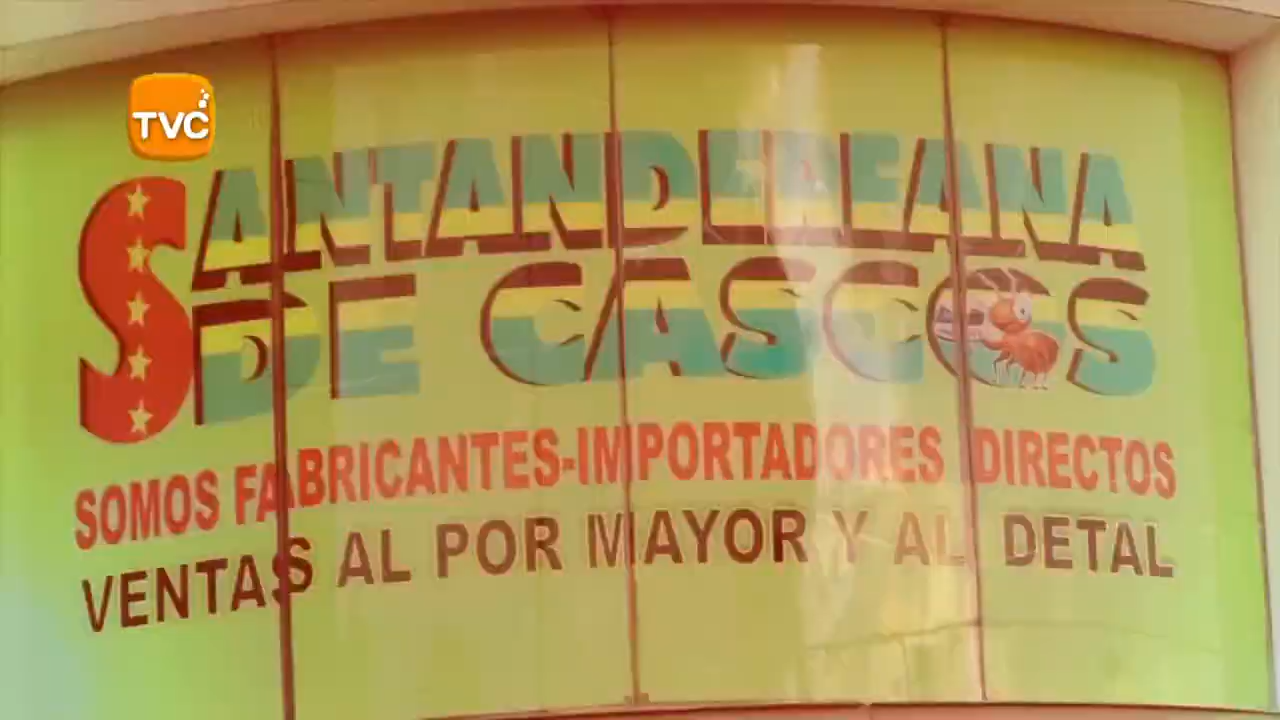 TVC
SANTANDEREANA
DE CASCOS
SOMOS FABRICANTES-IMPORTADORES DIRECTOS
VENTAS AL POR MAYOR Y AL DETAL